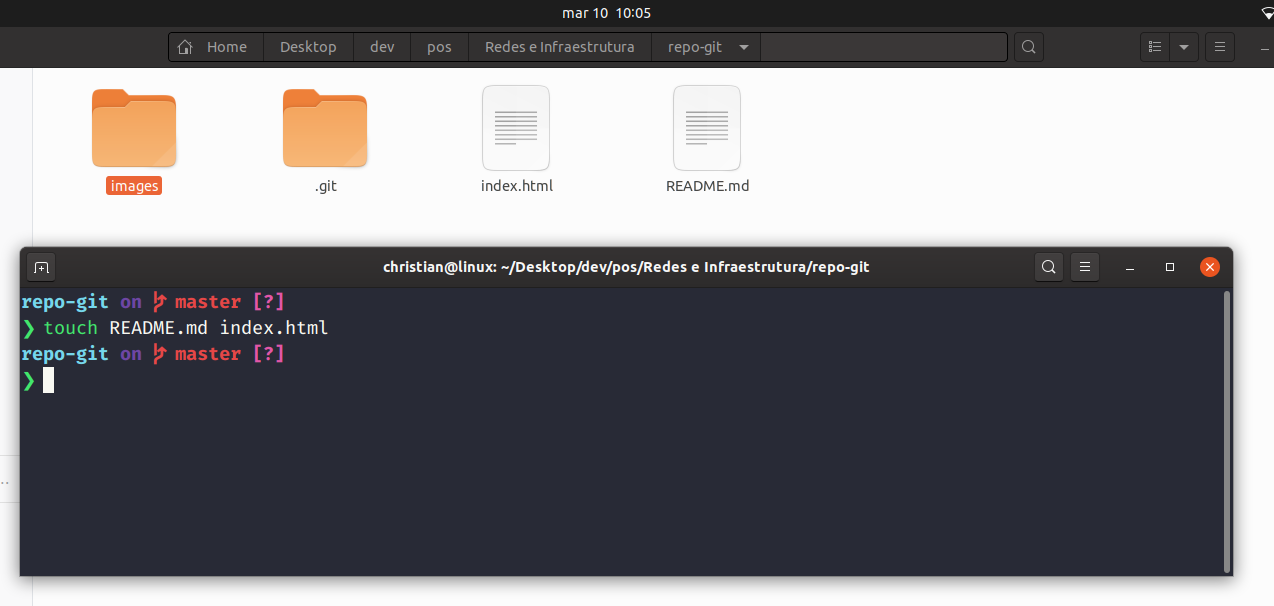 mar 10 10:05
Home Desktop dev pos Redes e Infraestrutura repo-git
images .git index.html README.md
christian@linux: ~/Desktop/dev/pos/Redes e Infraestrutura/repo-git
repo-git on master [?]
❯ touch README.md index.html
repo-git on master [?]
❯